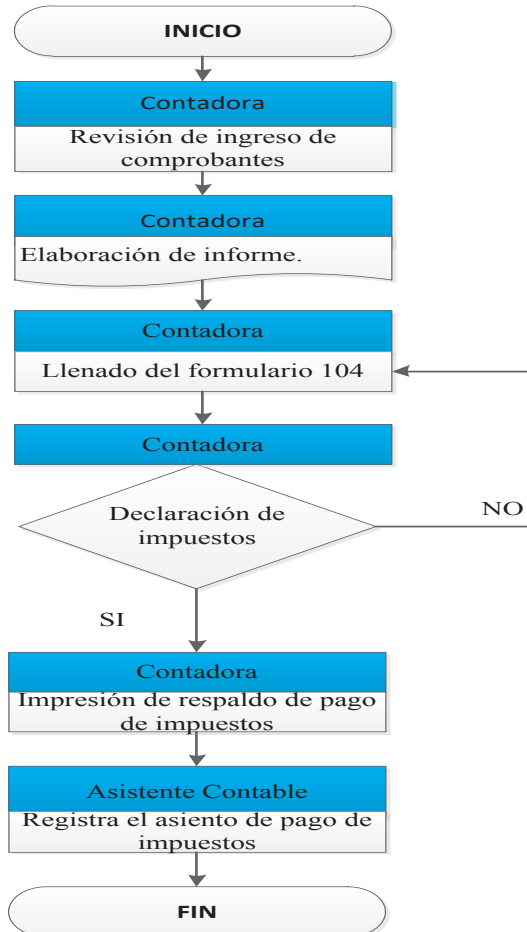 INICIO
Contadora
Revisión de ingreso de
comprobantes
Contadora
Elaboración de informe.
Contadora
Llenado del formulario 104
Contadora
Declaración de
impuestos
NO
SI
Contadora
Impresión de respaldo de pago
de impuestos
Asistente Contable
Registra el asiento de pago de
impuestos
FIN